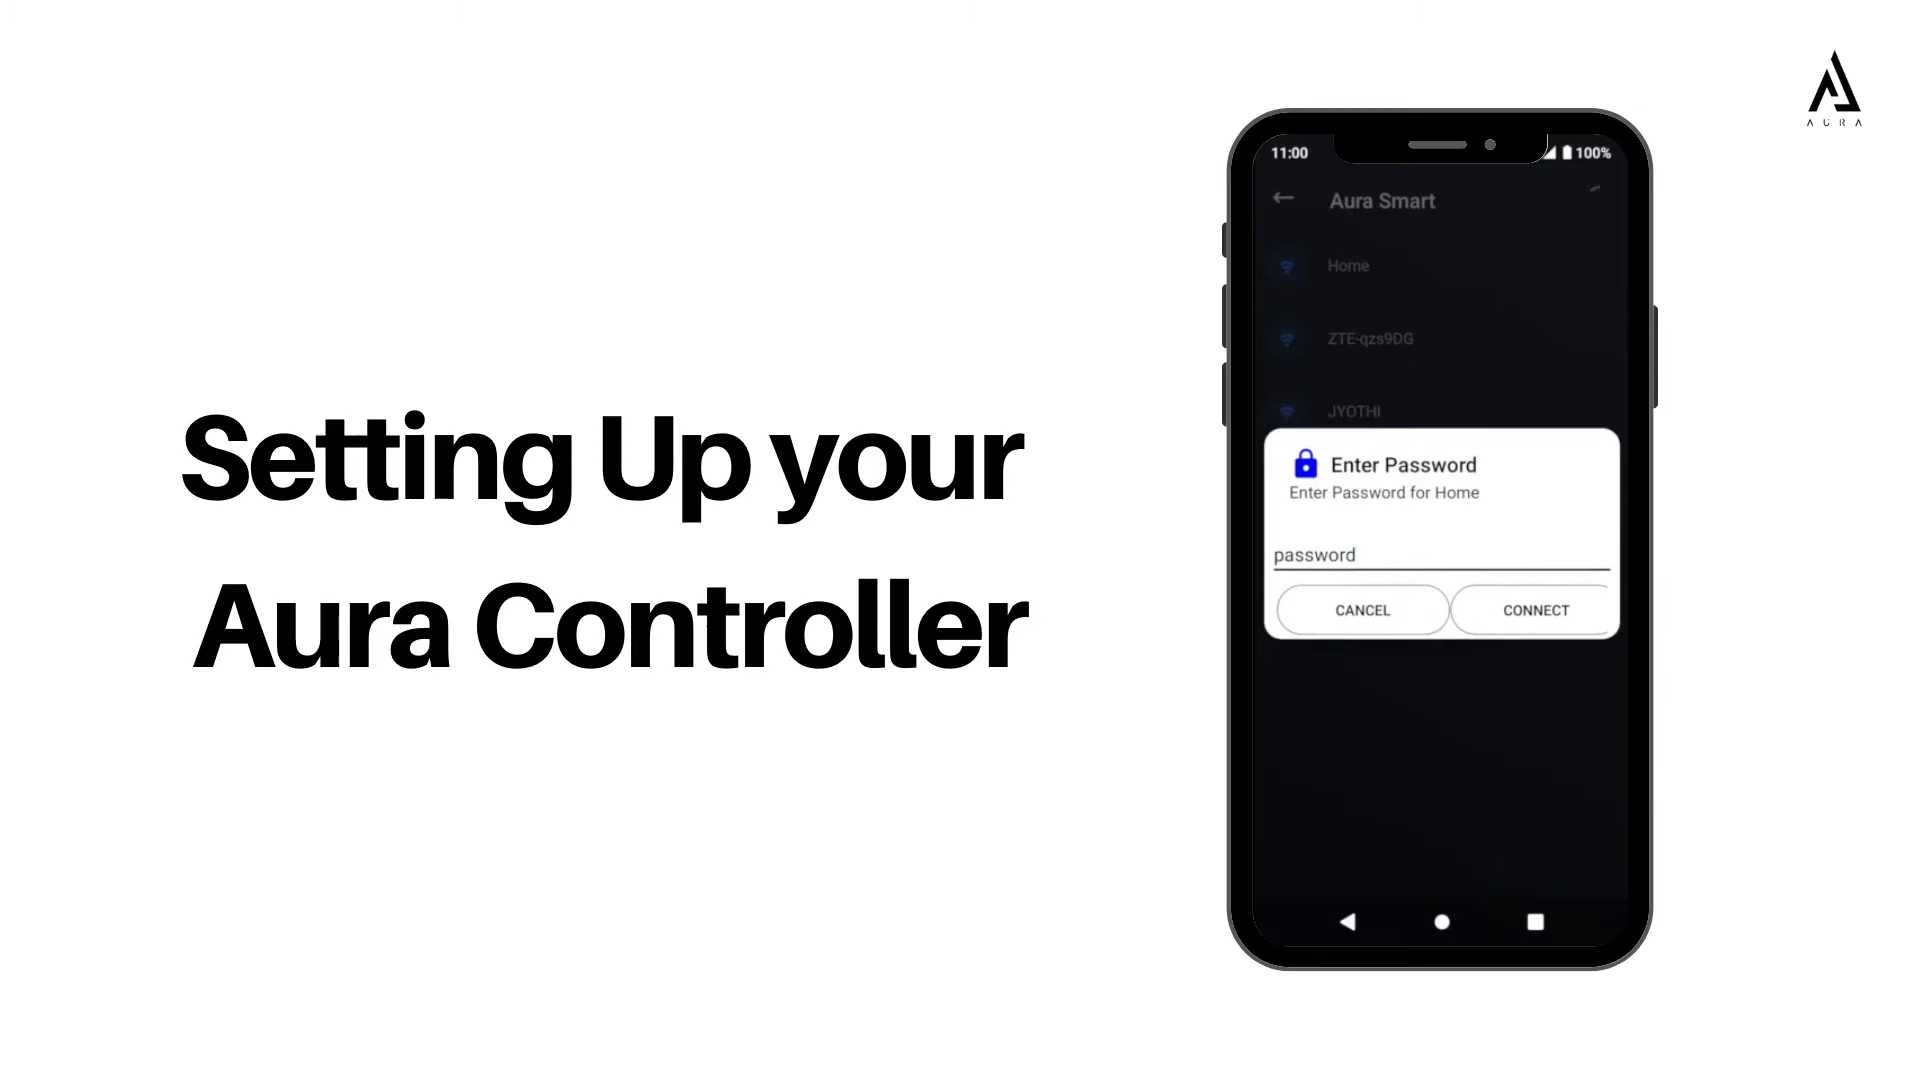 Setting Up your
Aura Controller
AURA
11:00
100%
Aura Smart
Home
ZTE-qzs9DG
JYOTHI
Enter Password
Enter Password for Home
password
CANCEL
CONNECT